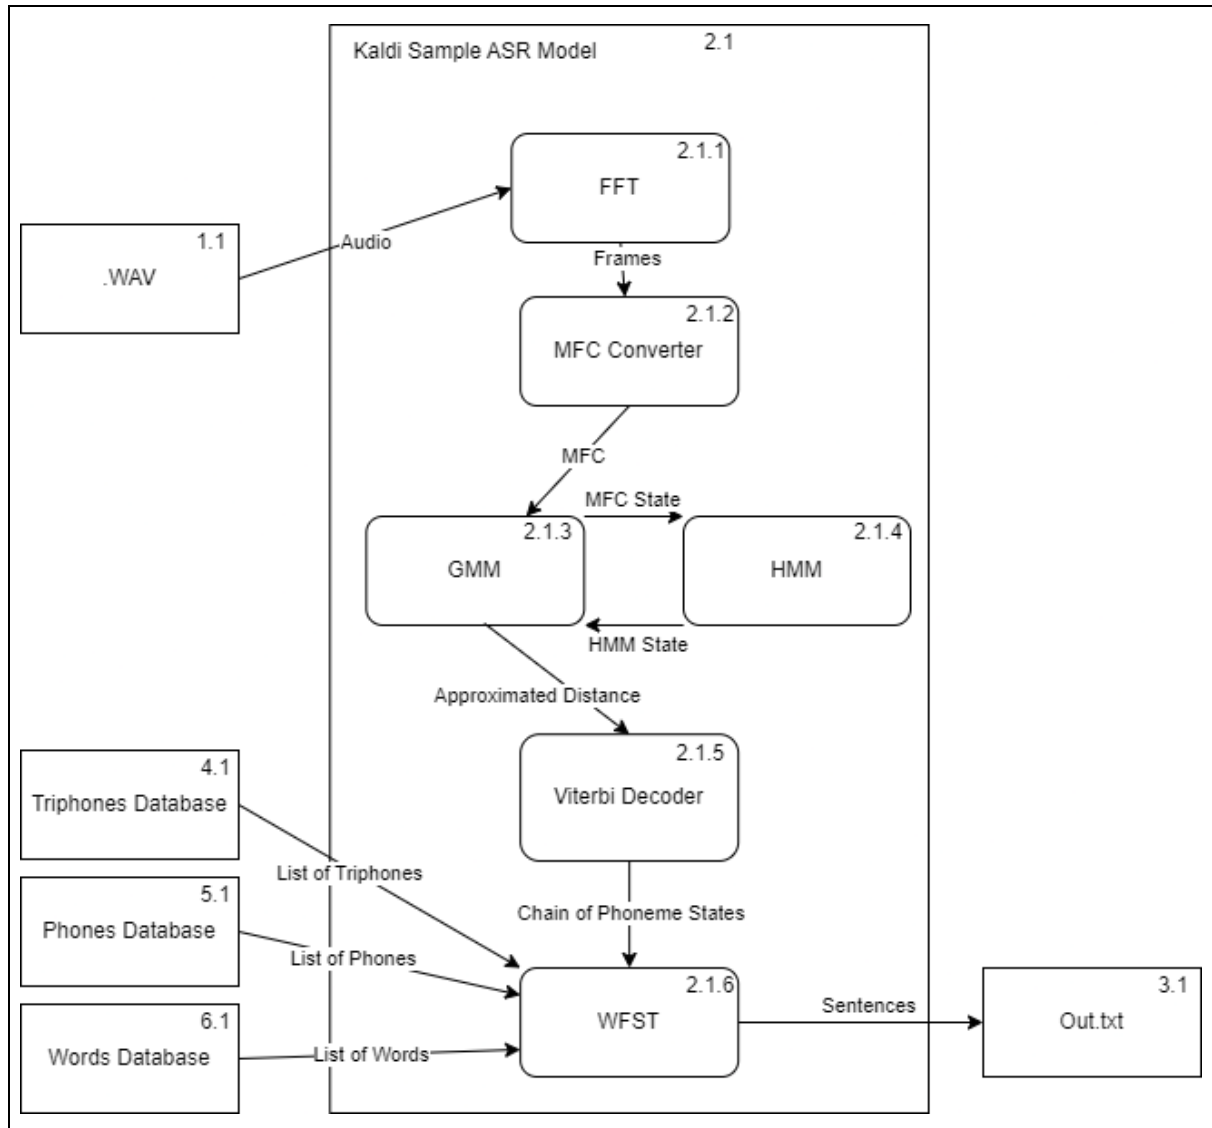 Kaldi Sample ASR Model
2.1
2.1.1
FFT
1.1
.WAV
Audio
Frames
2.1.2
MFC Converter
MFC
MFC State
2.1.3
GMM
2.1.4
HMM
HMM State
Approximated Distance
2.1.5
Viterbi Decoder
4.1
Triphones Database
List of Triphones
5.1
Phones Database
List of Phones
Chain of Phoneme States
6.1
Words Database
List of Words
2.1.6
WFST
Sentences
3.1
Out.txt